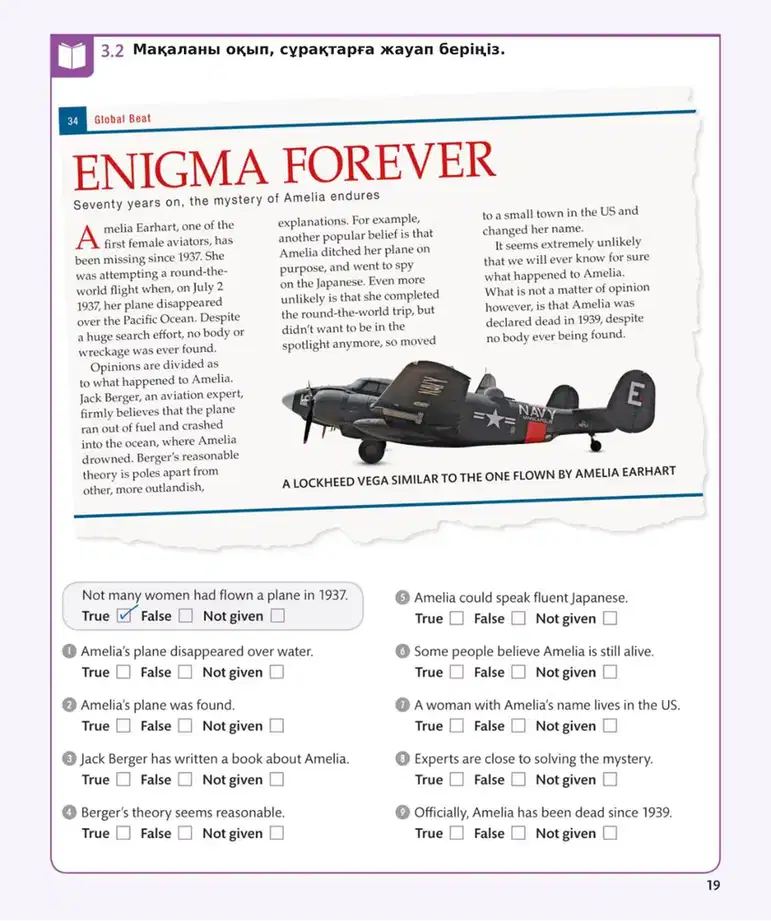 3.2 Мақаланы оқып, сұрақтарға жауап беріңіз.
34 Global Beat
ENIGMA FOREVER
Seventy years on, the mystery of Amelia endures
Amelia Earhart, one of the
first female aviators, has
been missing since 1937. She
was attempting a round-the-
world flight when, on July 2
1937, her plane disappeared
over the Pacific Ocean. Despite
a huge search effort, no body or
wreckage was ever found.
Opinions are divided as
to what happened to Amelia.
Jack Berger, an aviation expert,
firmly believes that the plane
ran out of fuel and crashed
into the ocean, where Amelia
drowned. Berger's reasonable
theory is poles apart from
other, more outlandish,
explanations. For example,
another popular belief is that
Amelia ditched her plane on
purpose, and went to spy
on the Japanese. Even more
unlikely is that she completed
the round-the-world trip, but
didn't want to be in the
spotlight anymore, so moved
to a small town in the US and
changed her name.
It seems extremely unlikely
that we will ever know for sure
what happened to Amelia.
What is not a matter of opinion
however, is that Amelia was
declared dead in 1939, despite
no body ever being found.
NAVY
NAVY
E
A LOCKHEED VEGA SIMILAR TO THE ONE FLOWN BY AMELIA EARHART
Not many women had flown a plane in 1937.
True False Not given
1 Amelia's plane disappeared over water.
True False Not given
2 Amelia's plane was found.
True False Not given
3 Jack Berger has written a book about Amelia.
True False Not given
4 Berger's theory seems reasonable.
True False Not given
5 Amelia could speak fluent Japanese.
True False Not given
6 Some people believe Amelia is still alive.
True False Not given
7 A woman with Amelia's name lives in the US.
True False Not given
8 Experts are close to solving the mystery.
True False Not given
9 Officially, Amelia has been dead since 1939.
True False Not given
19